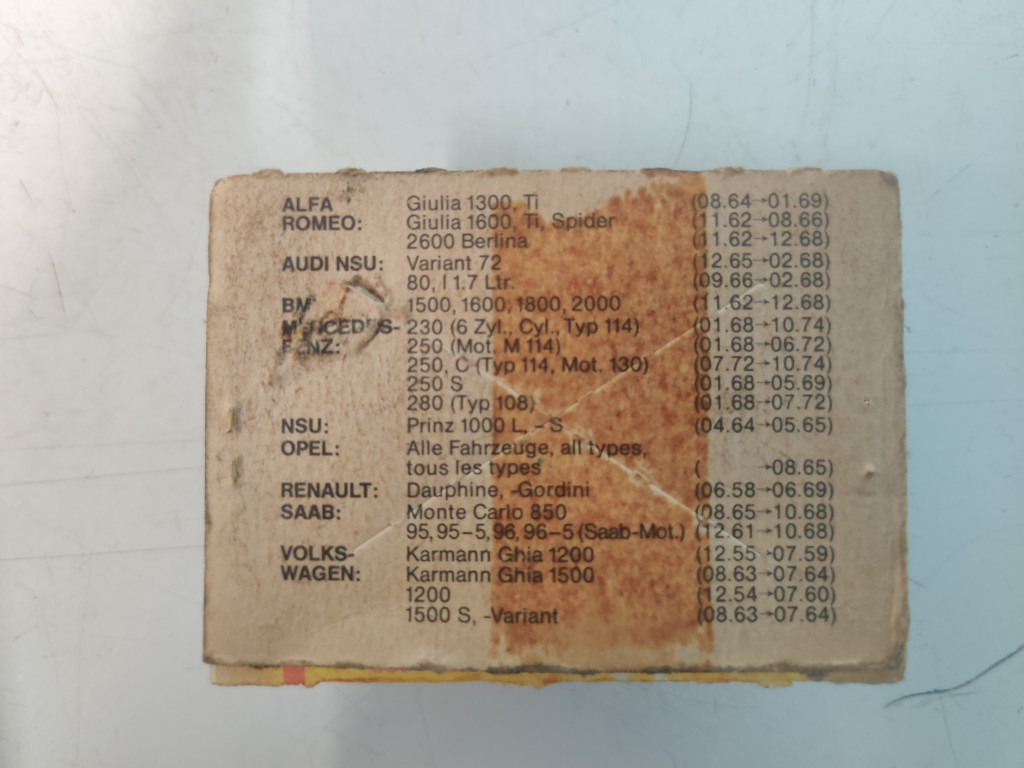 ALFA Giulia 1300, Ti (08.64→01.69)
ROMEO: Giulia 1600, Ti, Spider (11.62→08.66)
2600 Berlina (11.62→12.68)
AUDI NSU: Variant 72 (12.65→02.68)
80, l 1.7 Ltr. (09.66→02.68)
1500, 1600, 1800, 2000 (11.62→12.68)
MERCEDES- 230 (6 Zyl., Cyl., Typ 114) (01.68→10.74)
BENZ: 250 (Mot. M 114) (01.68→06.72)
250, C (Typ 114, Mot. 130) (07.72→10.74)
250 S (01.68→05.69)
280 (Typ 108) (01.68→07.72)
NSU: Prinz 1000 L, – S (04.64→05.65)
OPEL: Alle Fahrzeuge, all types,
tous les types ( →08.65)
RENAULT: Dauphine, -Gordini (06.58→06.69)
SAAB: Monte Carlo 850 (08.65→10.68)
95, 95–5, 96, 96–5 (Saab-Mot.) (12.61→10.68)
VOLKS- Karmann Ghia 1200 (12.55→07.59)
WAGEN: Karmann Ghia 1500 (08.63→07.64)
1200 (12.54→07.60)
1500 S, -Variant (08.63→07.64)